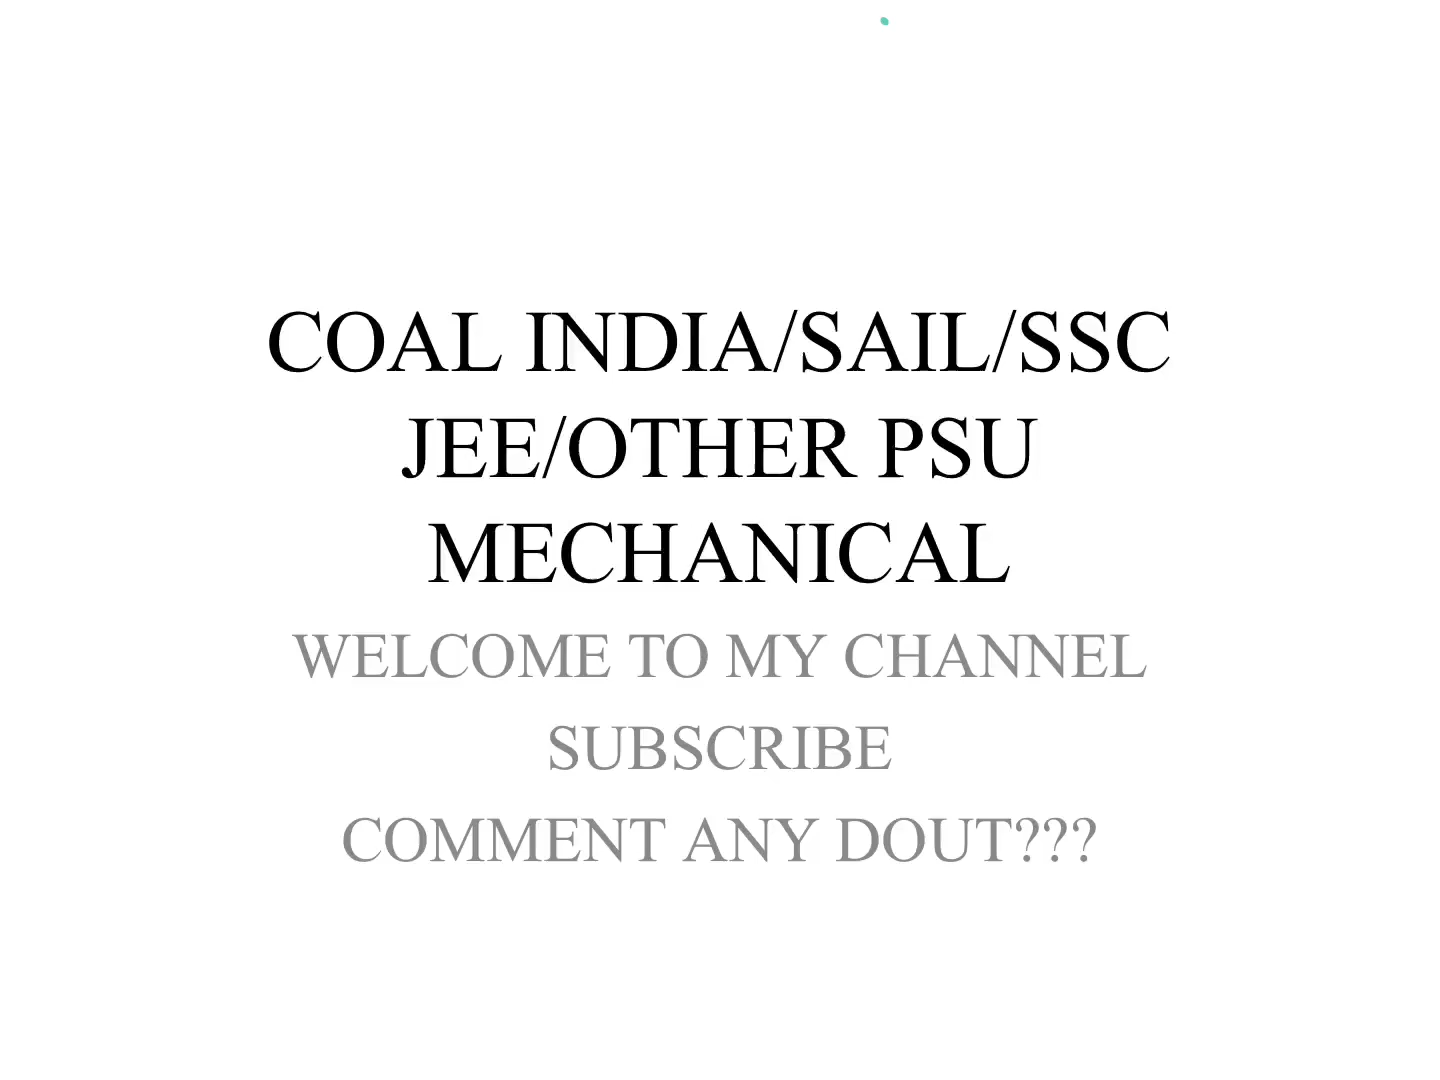 COAL INDIA/SAIL/SSC
JEE/OTHER PSU
MECHANICAL
WELCOME TO MY CHANNEL
SUBSCRIBE
COMMENT ANY DOUT???